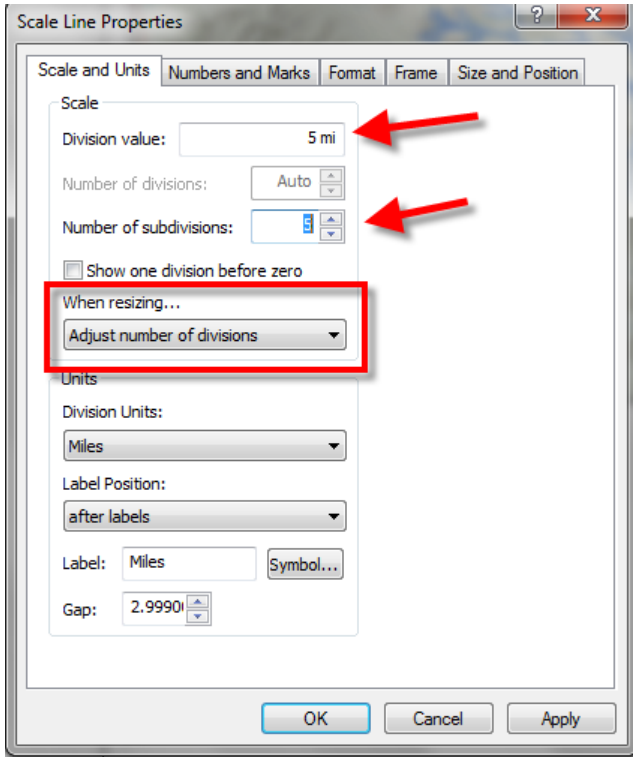 Scale Line Properties
? X
Scale and Units Numbers and Marks Format Frame Size and Position
Scale
Division value: 5 mi
Number of divisions: Auto
Number of subdivisions: 5
Show one division before zero
When resizing...
Adjust number of divisions
Units
Division Units:
Miles
Label Position:
after labels
Label: Miles Symbol...
Gap: 2.9990
OK Cancel Apply